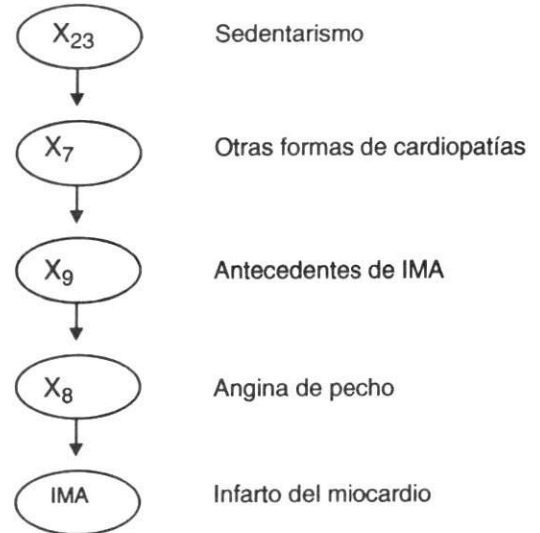 X23 Sedentarismo
X7 Otras formas de cardiopatías
X9 Antecedentes de IMA
X8 Angina de pecho
IMA Infarto del miocardio